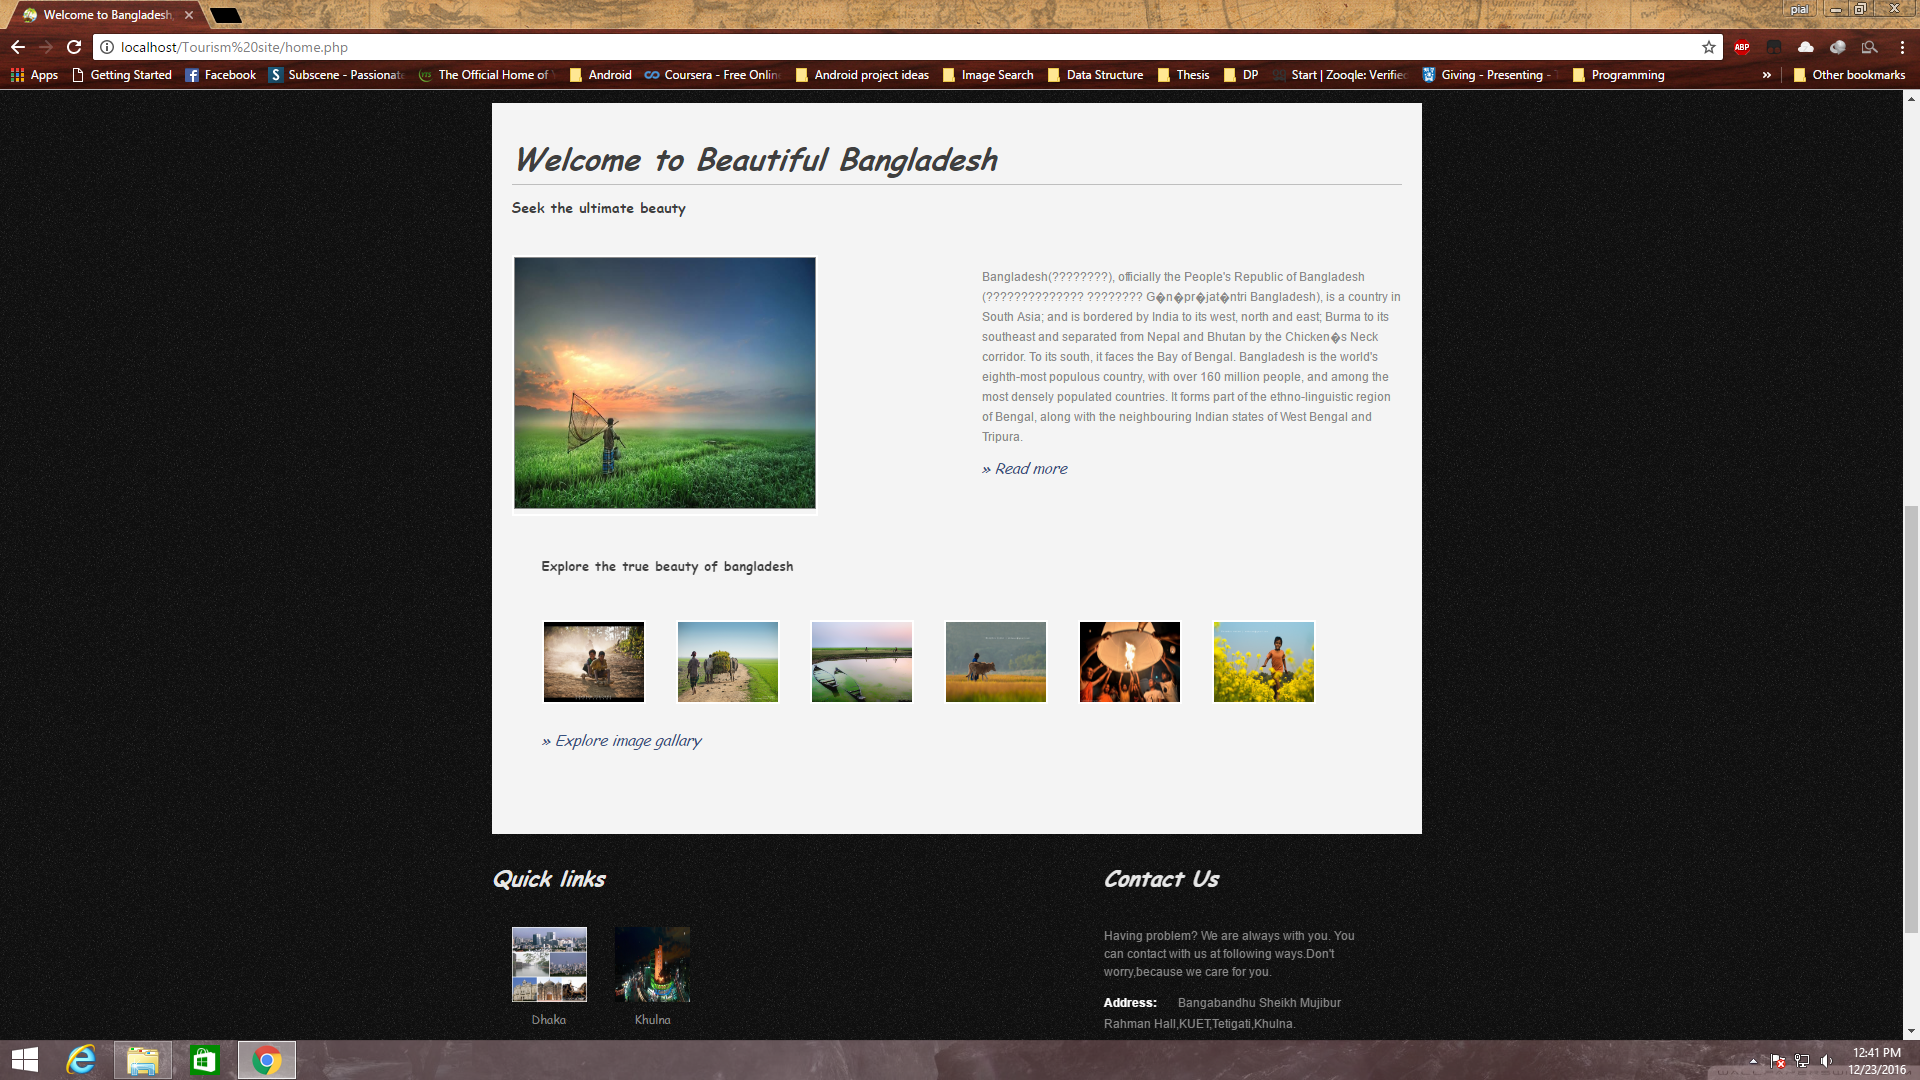 Welcome to Bangladesh,
pial
localhost/Tourism%20site/home.php
ABP
Apps Getting Started Facebook Subscene - Passionate The Official Home of Android Coursera - Free Online Android project ideas Image Search Data Structure Thesis DP Start | Zooqle: Verified Giving - Presenting - Programming » Other bookmarks
Welcome to Beautiful Bangladesh
Seek the ultimate beauty
Bangladesh(????????), officially the People's Republic of Bangladesh
(?????????????? ???????? G�n�pr�jat�ntri Bangladesh), is a country in
South Asia; and is bordered by India to its west, north and east; Burma to its
southeast and separated from Nepal and Bhutan by the Chicken�s Neck
corridor. To its south, it faces the Bay of Bengal. Bangladesh is the world's
eighth-most populous country, with over 160 million people, and among the
most densely populated countries. It forms part of the ethno-linguistic region
of Bengal, along with the neighbouring Indian states of West Bengal and
Tripura.
» Read more
Explore the true beauty of bangladesh
» Explore image gallary
Quick links
Contact Us
Having problem? We are always with you. You
can contact with us at following ways.Don't
worry,because we care for you.
Address: Bangabandhu Sheikh Mujibur
Rahman Hall,KUET,Tetigati,Khulna.
Dhaka
Khulna
12:41 PM
12/23/2016